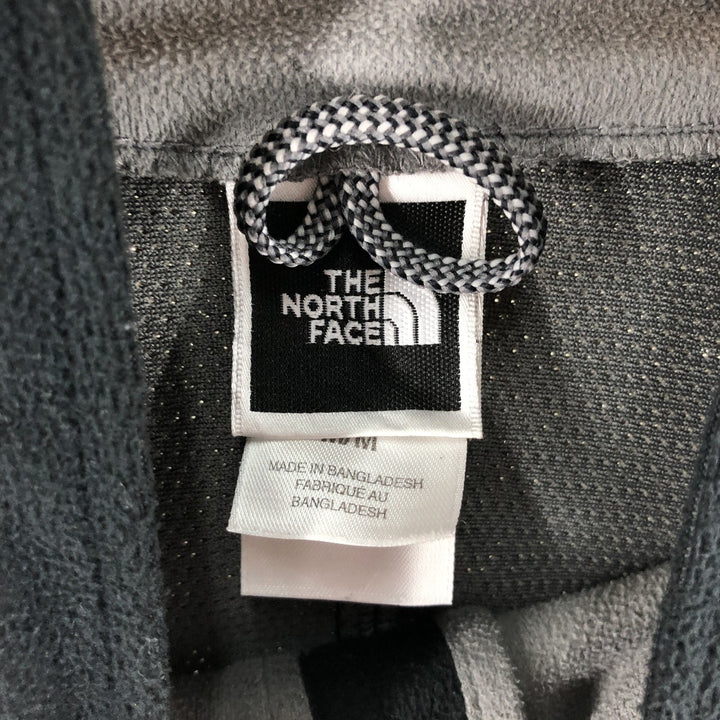 THE
NORTH
FACE
MADE IN BANGLADESH
FABRIQUE AU
BANGLADESH